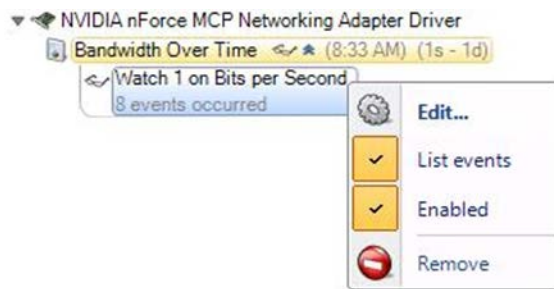 NVIDIA nForce MCP Networking Adapter Driver
Bandwidth Over Time (8:33 AM) (1s - 1d)
Watch 1 on Bits per Second
8 events occurred
Edit...
List events
Enabled
Remove